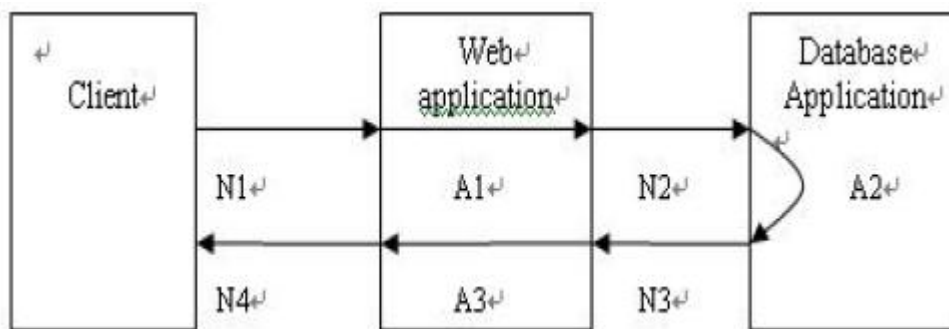 Client
Web
application
Database
Application
N1
A1
N2
A2
N4
A3
N3